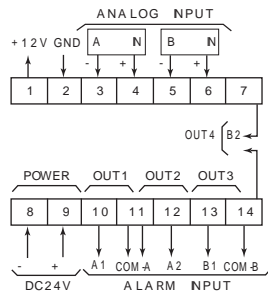 ANALOG INPUT
+12V GND A IN B IN
- + - +
1 2 3 4 5 6 7
OUT4 B2
POWER OUT1 OUT2 OUT3
8 9 10 11 12 13 14
- + A1 COM-A A2 B1 COM-B
DC24V ALARM INPUT